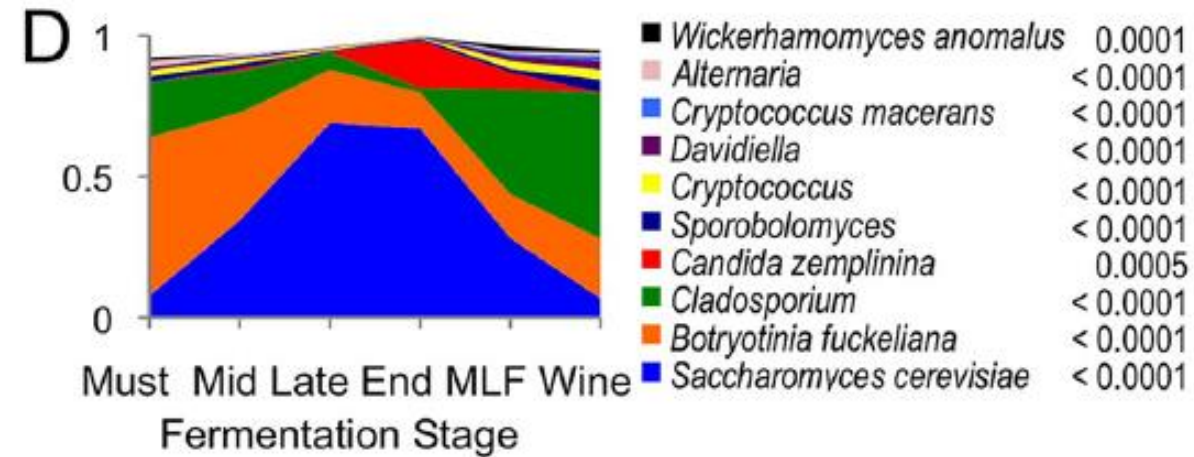 D
1
0.5
0
Must Mid Late End MLF Wine
Fermentation Stage
Wickerhamomyces anomalus 0.0001
Alternaria < 0.0001
Cryptococcus macerans < 0.0001
Davidiella < 0.0001
Cryptococcus < 0.0001
Sporobolomyces < 0.0001
Candida zemplinina 0.0005
Cladosporium < 0.0001
Botryotinia fuckeliana < 0.0001
Saccharomyces cerevisiae < 0.0001